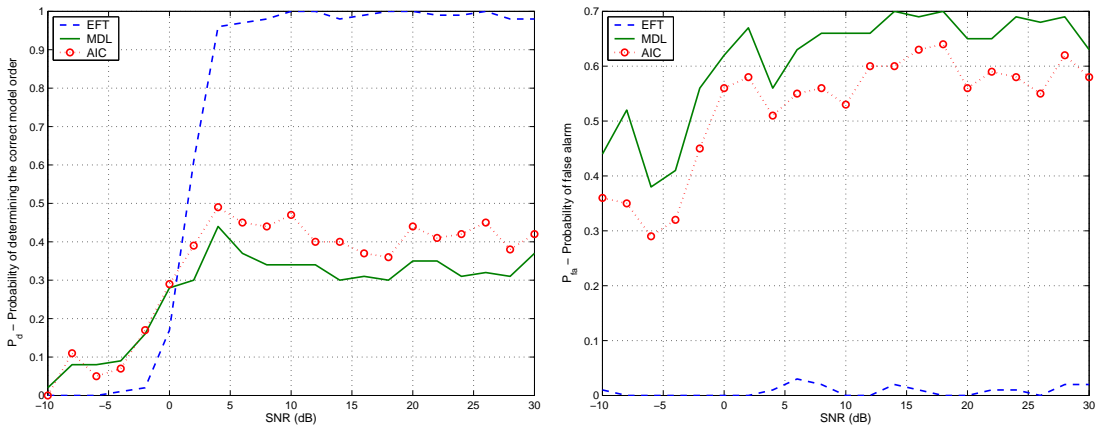 1
0.9
0.8
0.7
0.6
0.5
0.4
0.3
0.2
0.1
0
P_d − Probability of determining the correct model order
EFT
MDL
AIC
−10 −5 0 5 10 15 20 25 30
SNR (dB)
0.7
0.6
0.5
0.4
0.3
0.2
0.1
0
P_fa − Probability of false alarm
EFT
MDL
AIC
−10 −5 0 5 10 15 20 25 30
SNR (dB)